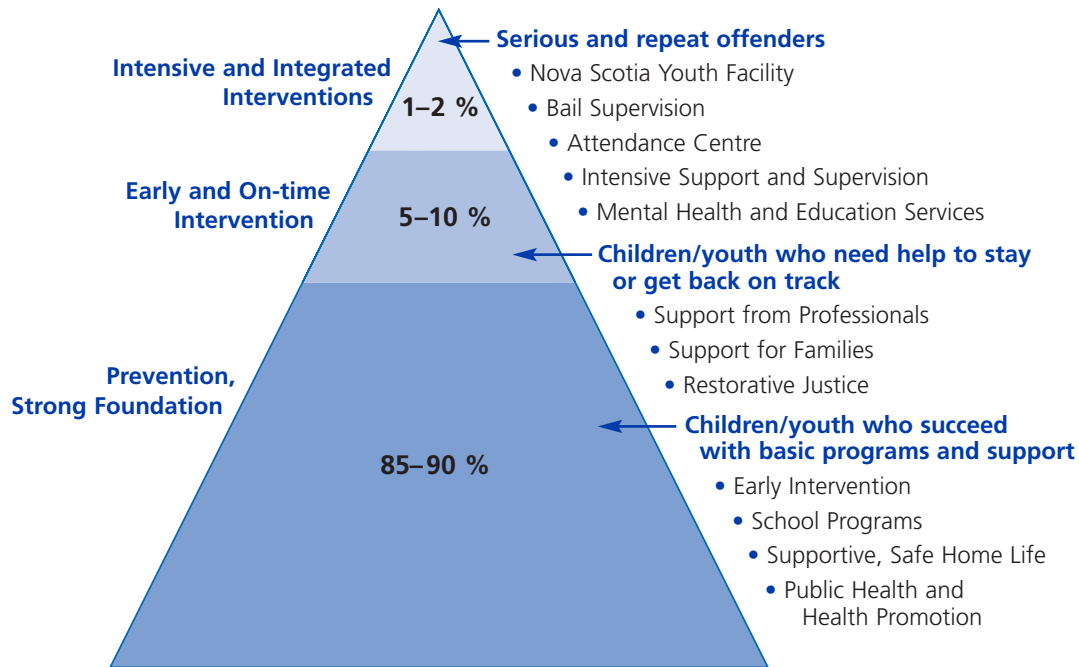 Intensive and Integrated
Interventions
1–2 %
Serious and repeat offenders
• Nova Scotia Youth Facility
• Bail Supervision
• Attendance Centre
• Intensive Support and Supervision
• Mental Health and Education Services
Early and On-time
Intervention
5–10 %
Children/youth who need help to stay
or get back on track
• Support from Professionals
• Support for Families
• Restorative Justice
Prevention,
Strong Foundation
85–90 %
Children/youth who succeed
with basic programs and support
• Early Intervention
• School Programs
• Supportive, Safe Home Life
• Public Health and
Health Promotion